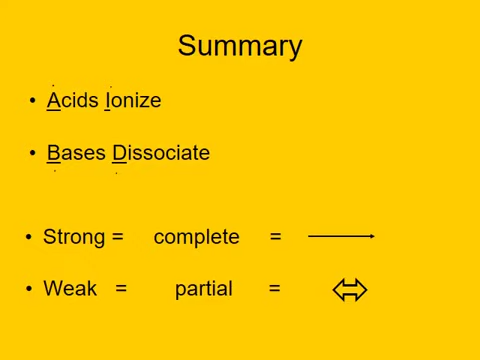 Summary
• Acids Ionize
• Bases Dissociate
• Strong = complete =
• Weak = partial =